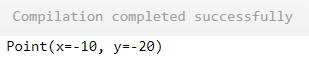 Compilation completed successfully
Point(x=-10, y=-20)